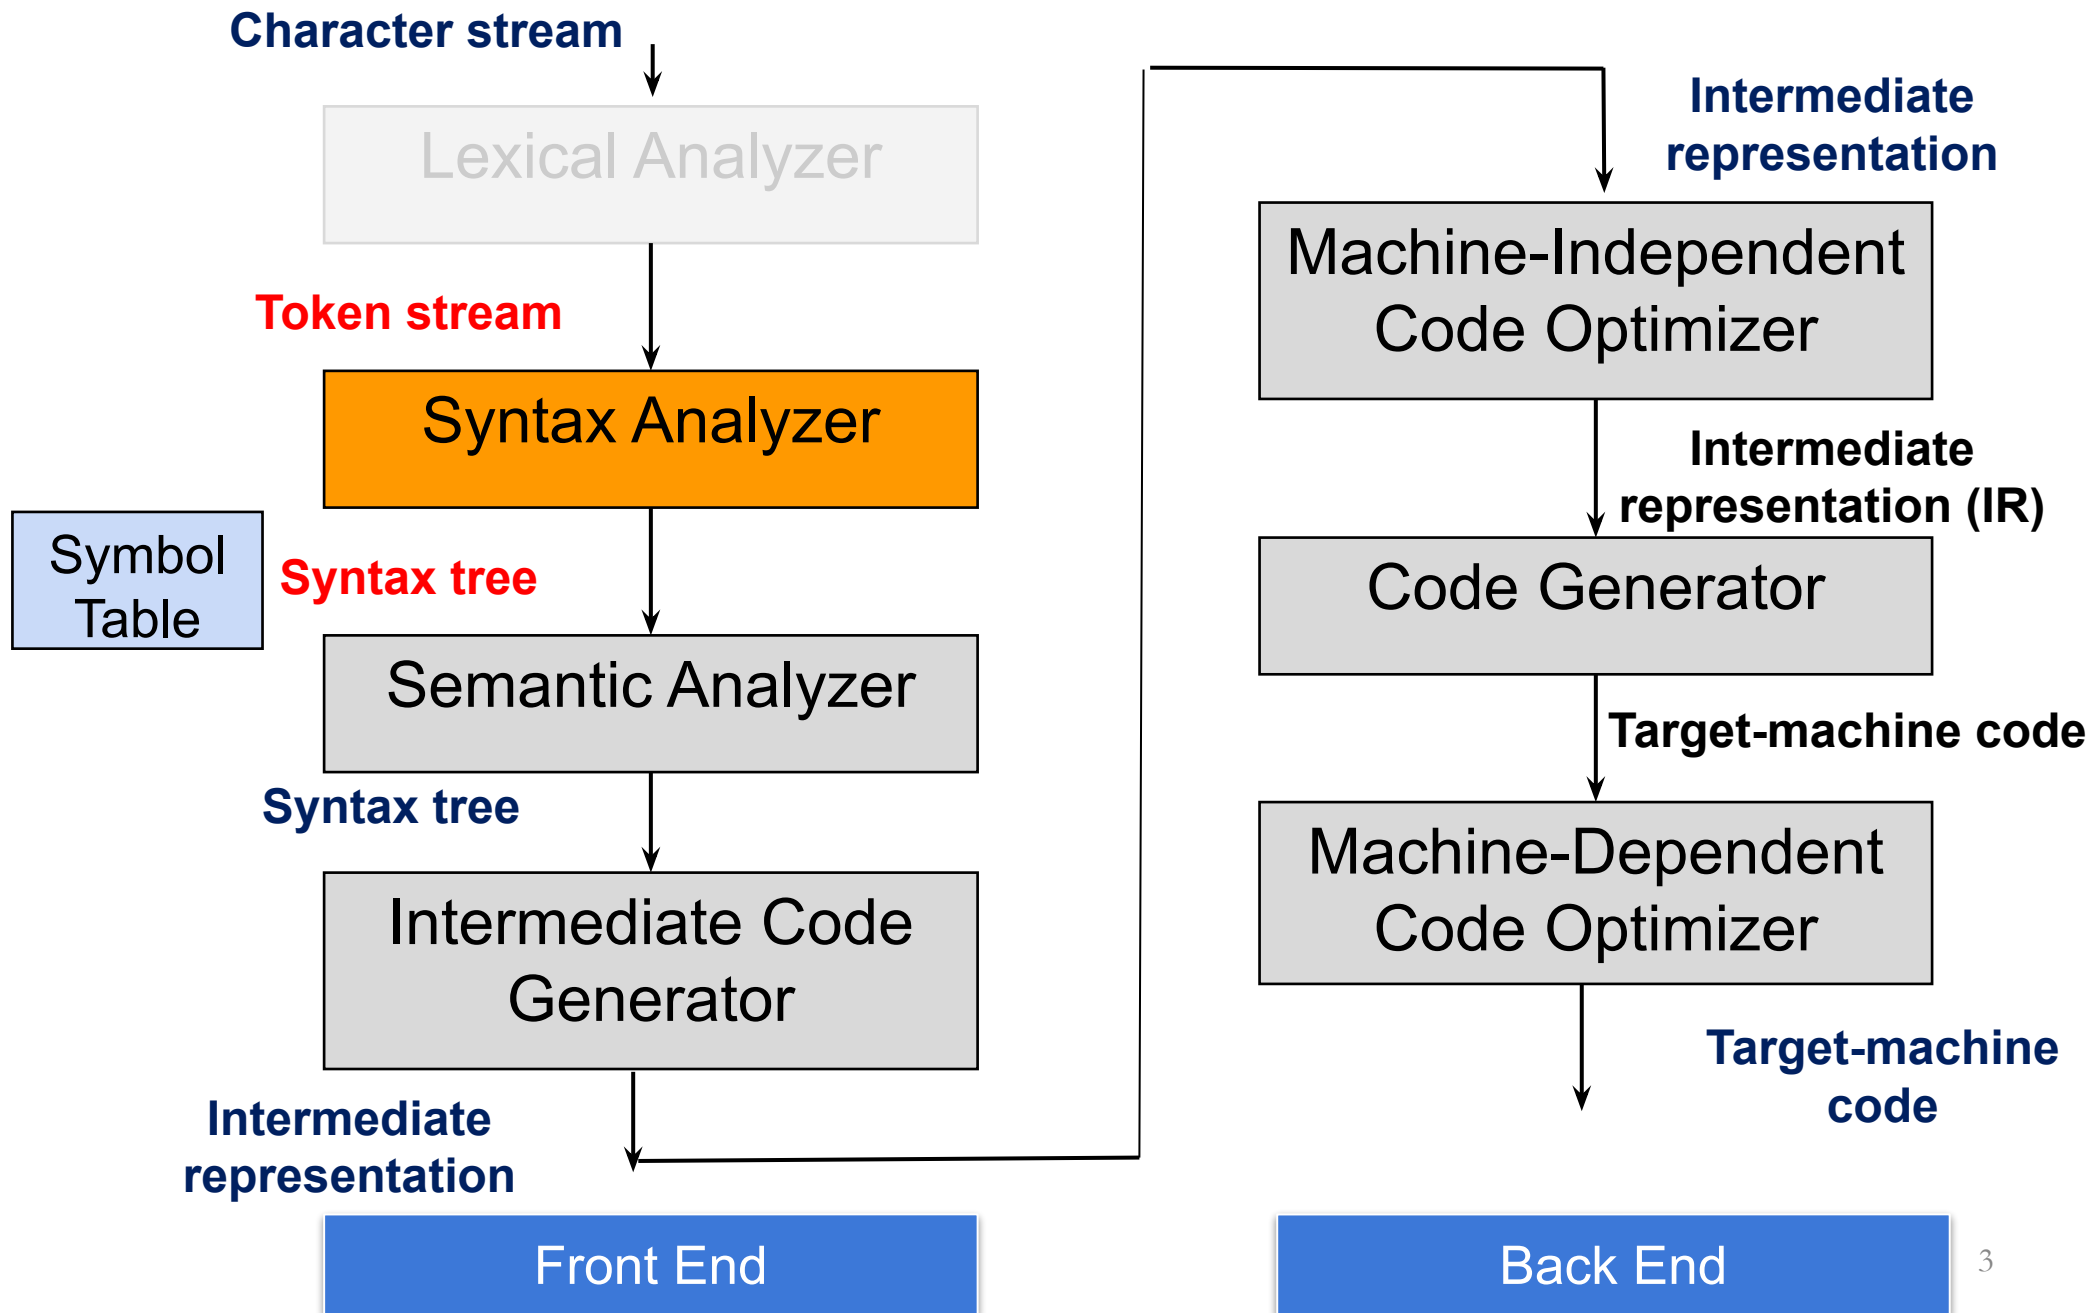 Character stream
Lexical Analyzer
Token stream
Syntax Analyzer
Symbol
Table
Syntax tree
Semantic Analyzer
Syntax tree
Intermediate Code
Generator
Intermediate
representation
Front End
Intermediate
representation
Machine-Independent
Code Optimizer
Intermediate
representation (IR)
Code Generator
Target-machine code
Machine-Dependent
Code Optimizer
Target-machine
code
Back End
3